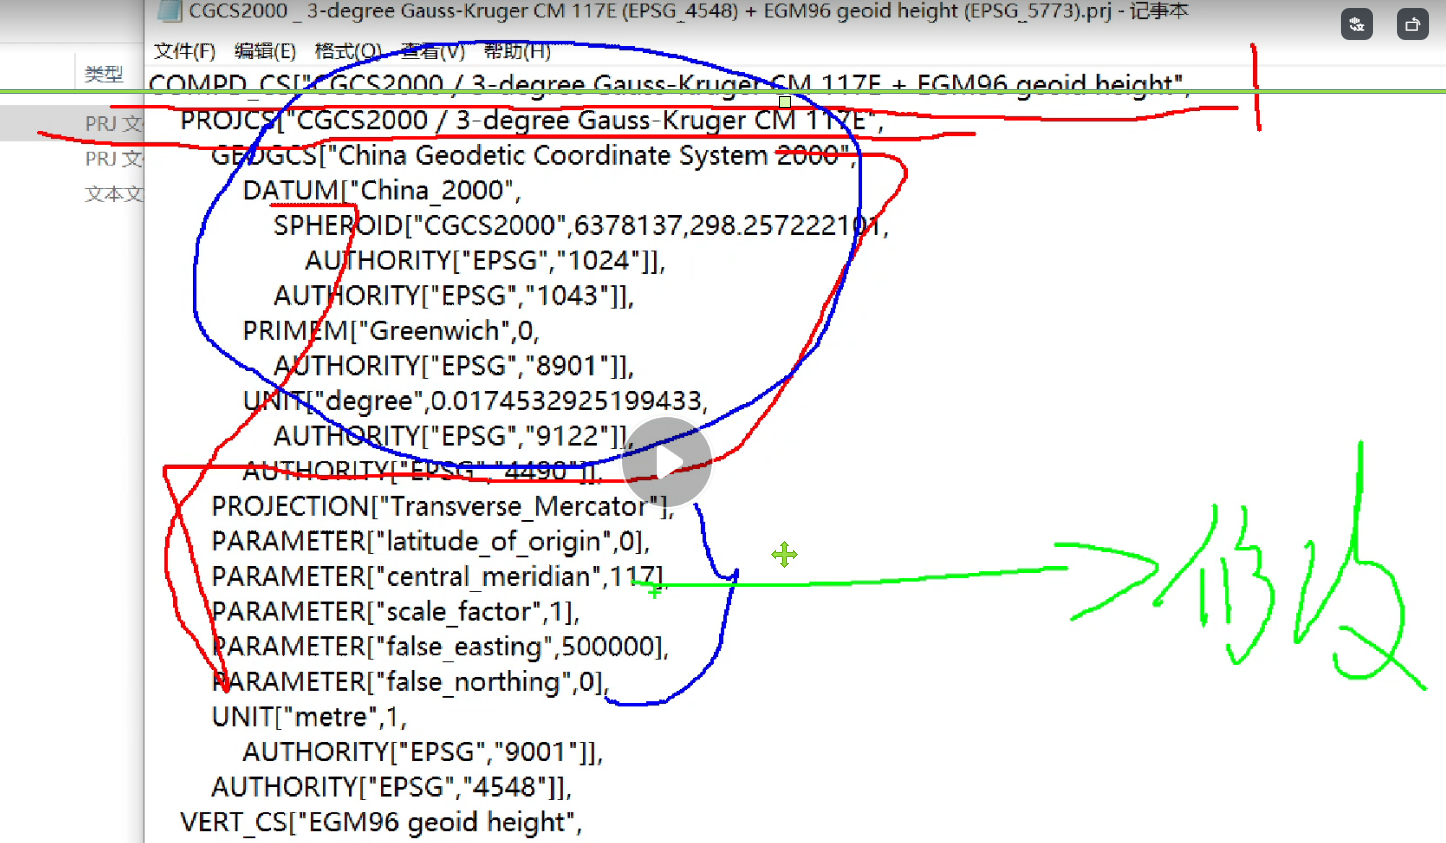 CGCS2000 _ 3-degree Gauss-Kruger CM 117E (EPSG_4548) + EGM96 geoid height (EPSG_5773).prj - 记事本
文件(F) 编辑(E) 格式(O) 查看(V) 帮助(H)
类型
PRJ 文
PRJ 文
文本文
COMPD_CS["CGCS2000 / 3-degree Gauss-Kruger CM 117E + EGM96 geoid height",
PROJCS["CGCS2000 / 3-degree Gauss-Kruger CM 117E",
GEOGCS["China Geodetic Coordinate System 2000",
DATUM["China_2000",
SPHEROID["CGCS2000",6378137,298.257222101,
AUTHORITY["EPSG","1024"]],
AUTHORITY["EPSG","1043"]],
PRIMEM["Greenwich",0,
AUTHORITY["EPSG","8901"]],
UNIT["degree",0.0174532925199433,
AUTHORITY["EPSG","9122"]],
AUTHORITY["EPSG","4490"]],
PROJECTION["Transverse_Mercator"],
PARAMETER["latitude_of_origin",0],
PARAMETER["central_meridian",117],
PARAMETER["scale_factor",1],
PARAMETER["false_easting",500000],
PARAMETER["false_northing",0],
UNIT["metre",1,
AUTHORITY["EPSG","9001"]],
AUTHORITY["EPSG","4548"]],
VERT_CS["EGM96 geoid height",